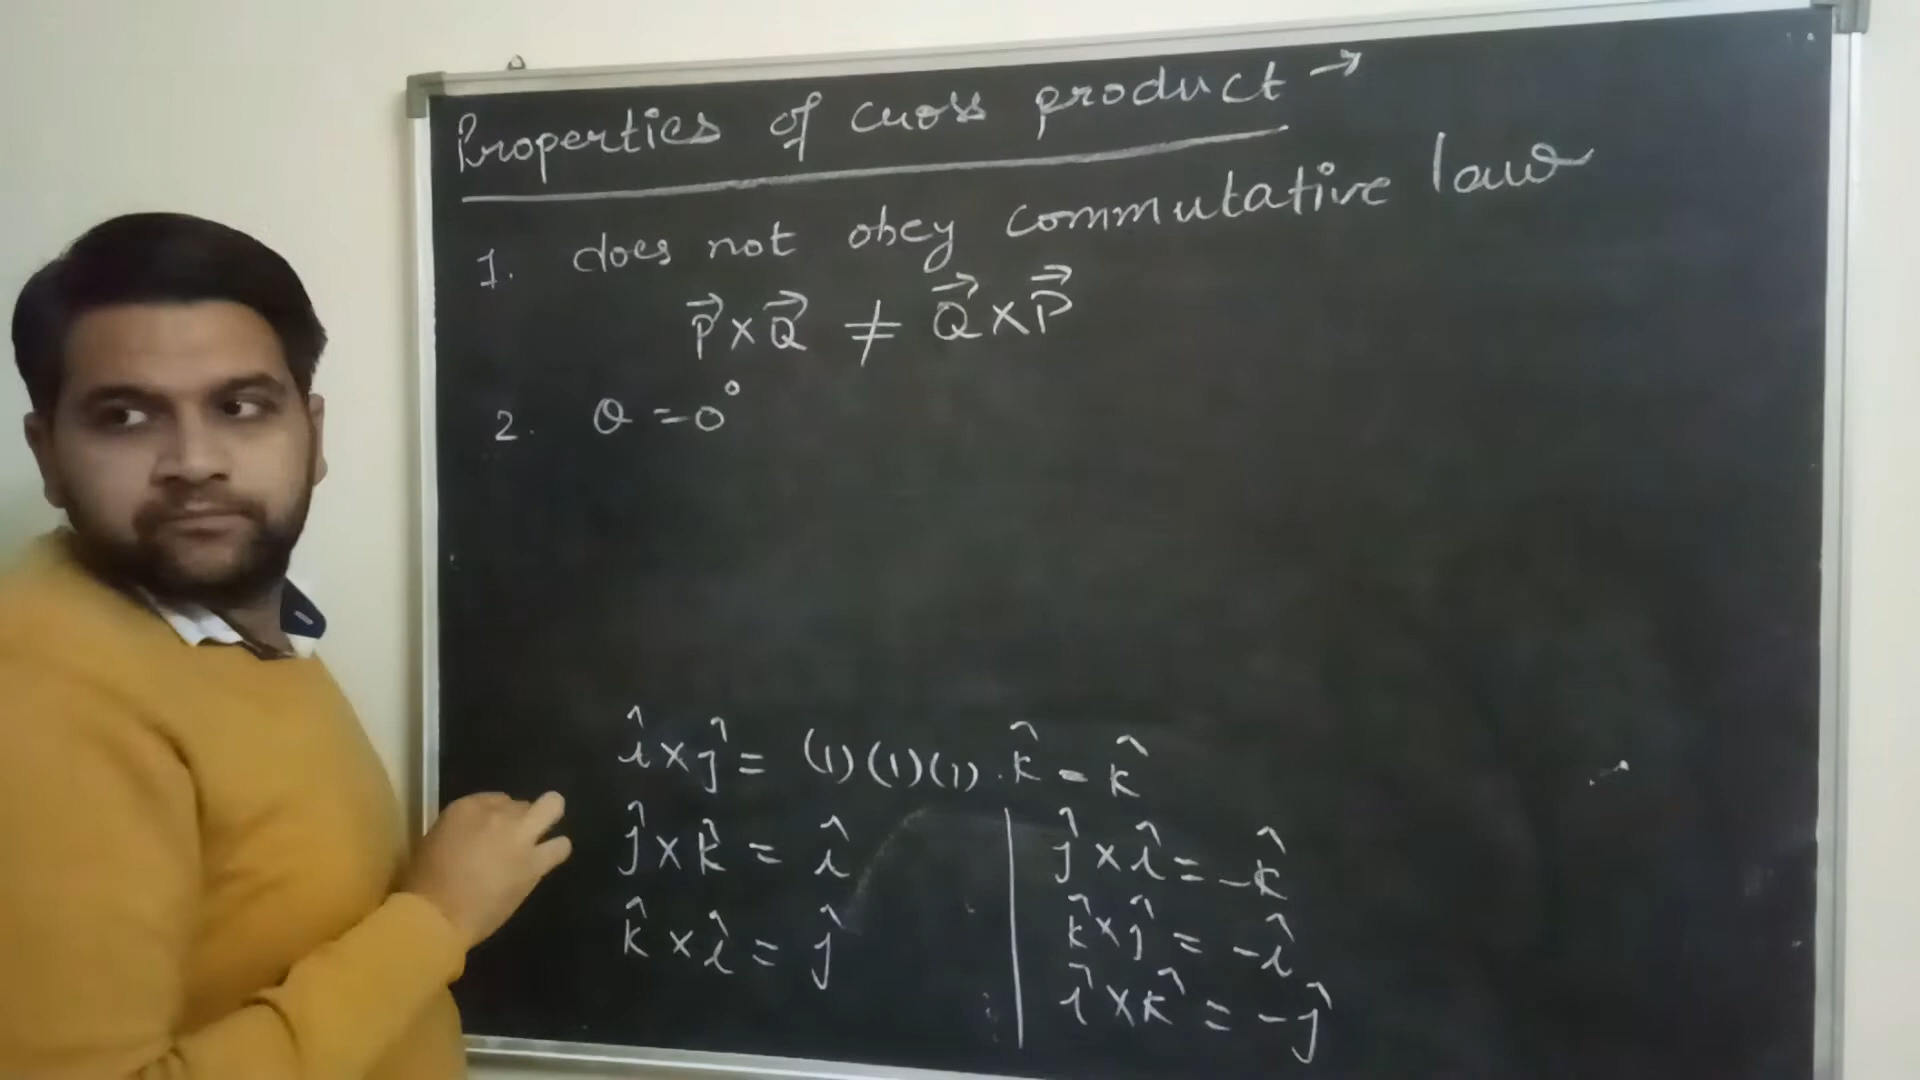 Properties of cross product →
1. does not obey commutative law
P⃗ × Q⃗ ≠ Q⃗ × P⃗
2. θ = 0°
î × ĵ = (1)(1)(1) . k̂ = k̂
ĵ × k̂ = î
k̂ × î = ĵ
ĵ × î = -k̂
k̂ × ĵ = -î
î × k̂ = -ĵ